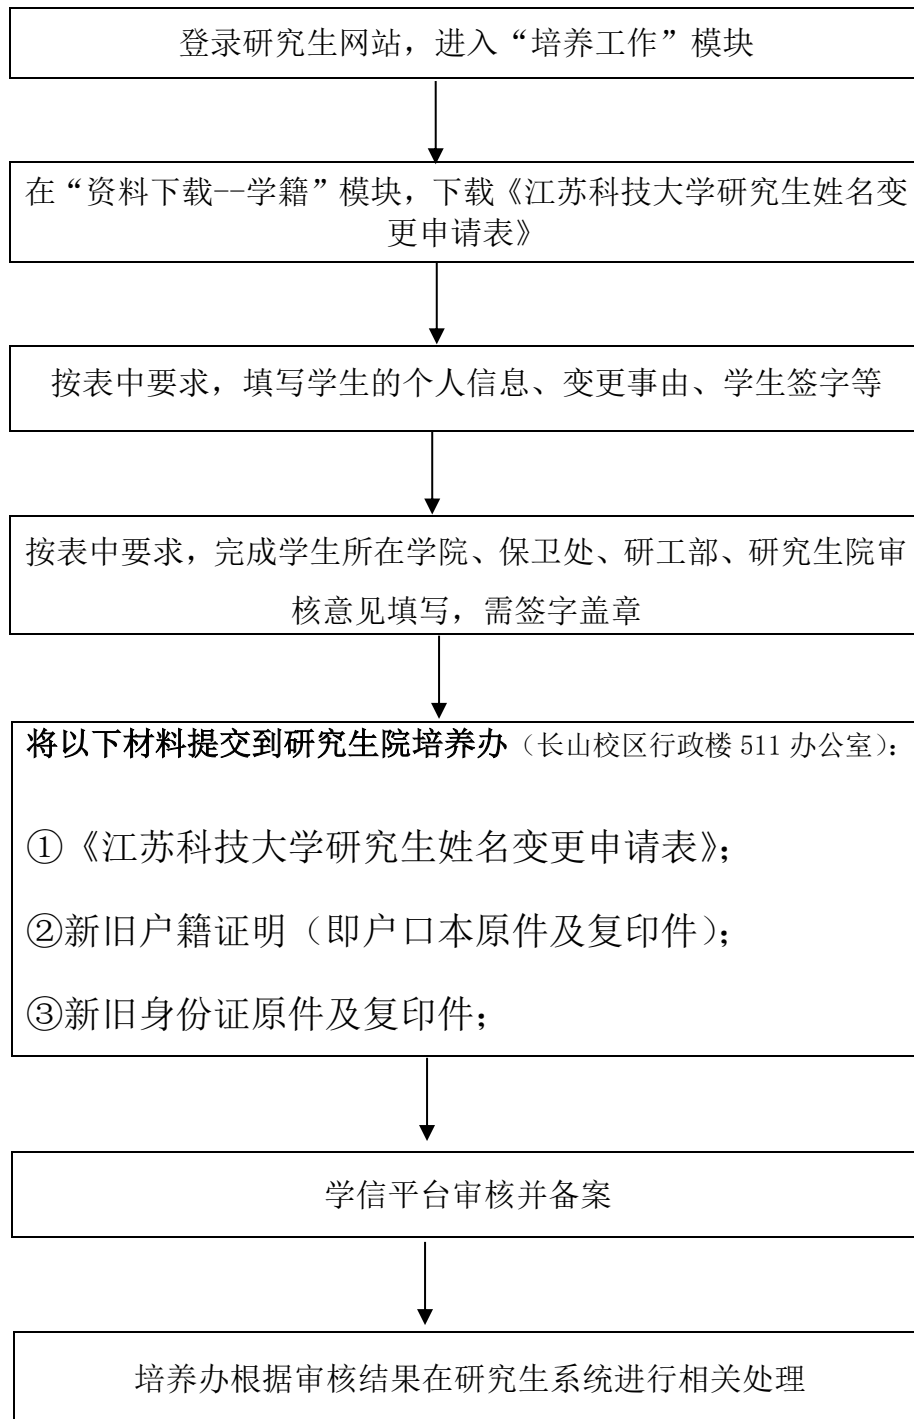 登录研究生网站，进入“培养工作”模块
在“资料下载--学籍”模块，下载《江苏科技大学研究生姓名变
更申请表》
按表中要求，填写学生的个人信息、变更事由、学生签字等
按表中要求，完成学生所在学院、保卫处、研工部、研究生院审
核意见填写，需签字盖章
将以下材料提交到研究生院培养办（长山校区行政楼 511 办公室）：
①《江苏科技大学研究生姓名变更申请表》；
②新旧户籍证明（即户口本原件及复印件）；
③新旧身份证原件及复印件；
学信平台审核并备案
培养办根据审核结果在研究生系统进行相关处理